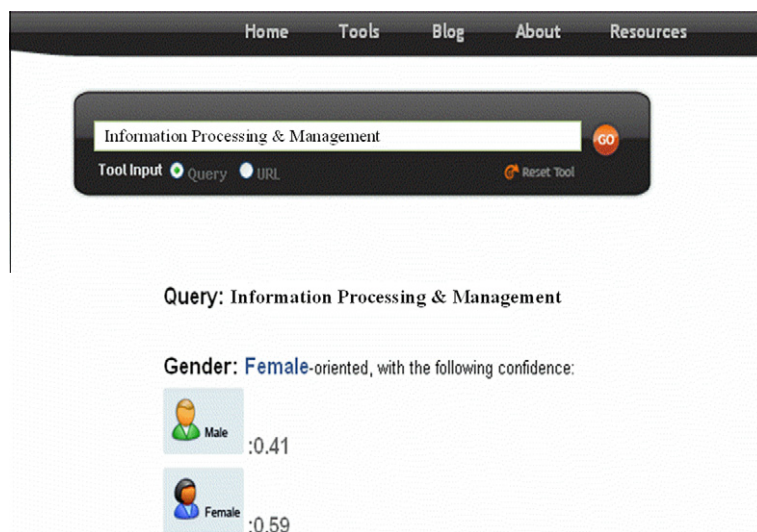 Home Tools Blog About Resources
Information Processing & Management GO
Tool Input Query URL Reset Tool
Query: Information Processing & Management
Gender: Female-oriented, with the following confidence:
Male :0.41
Female :0.59